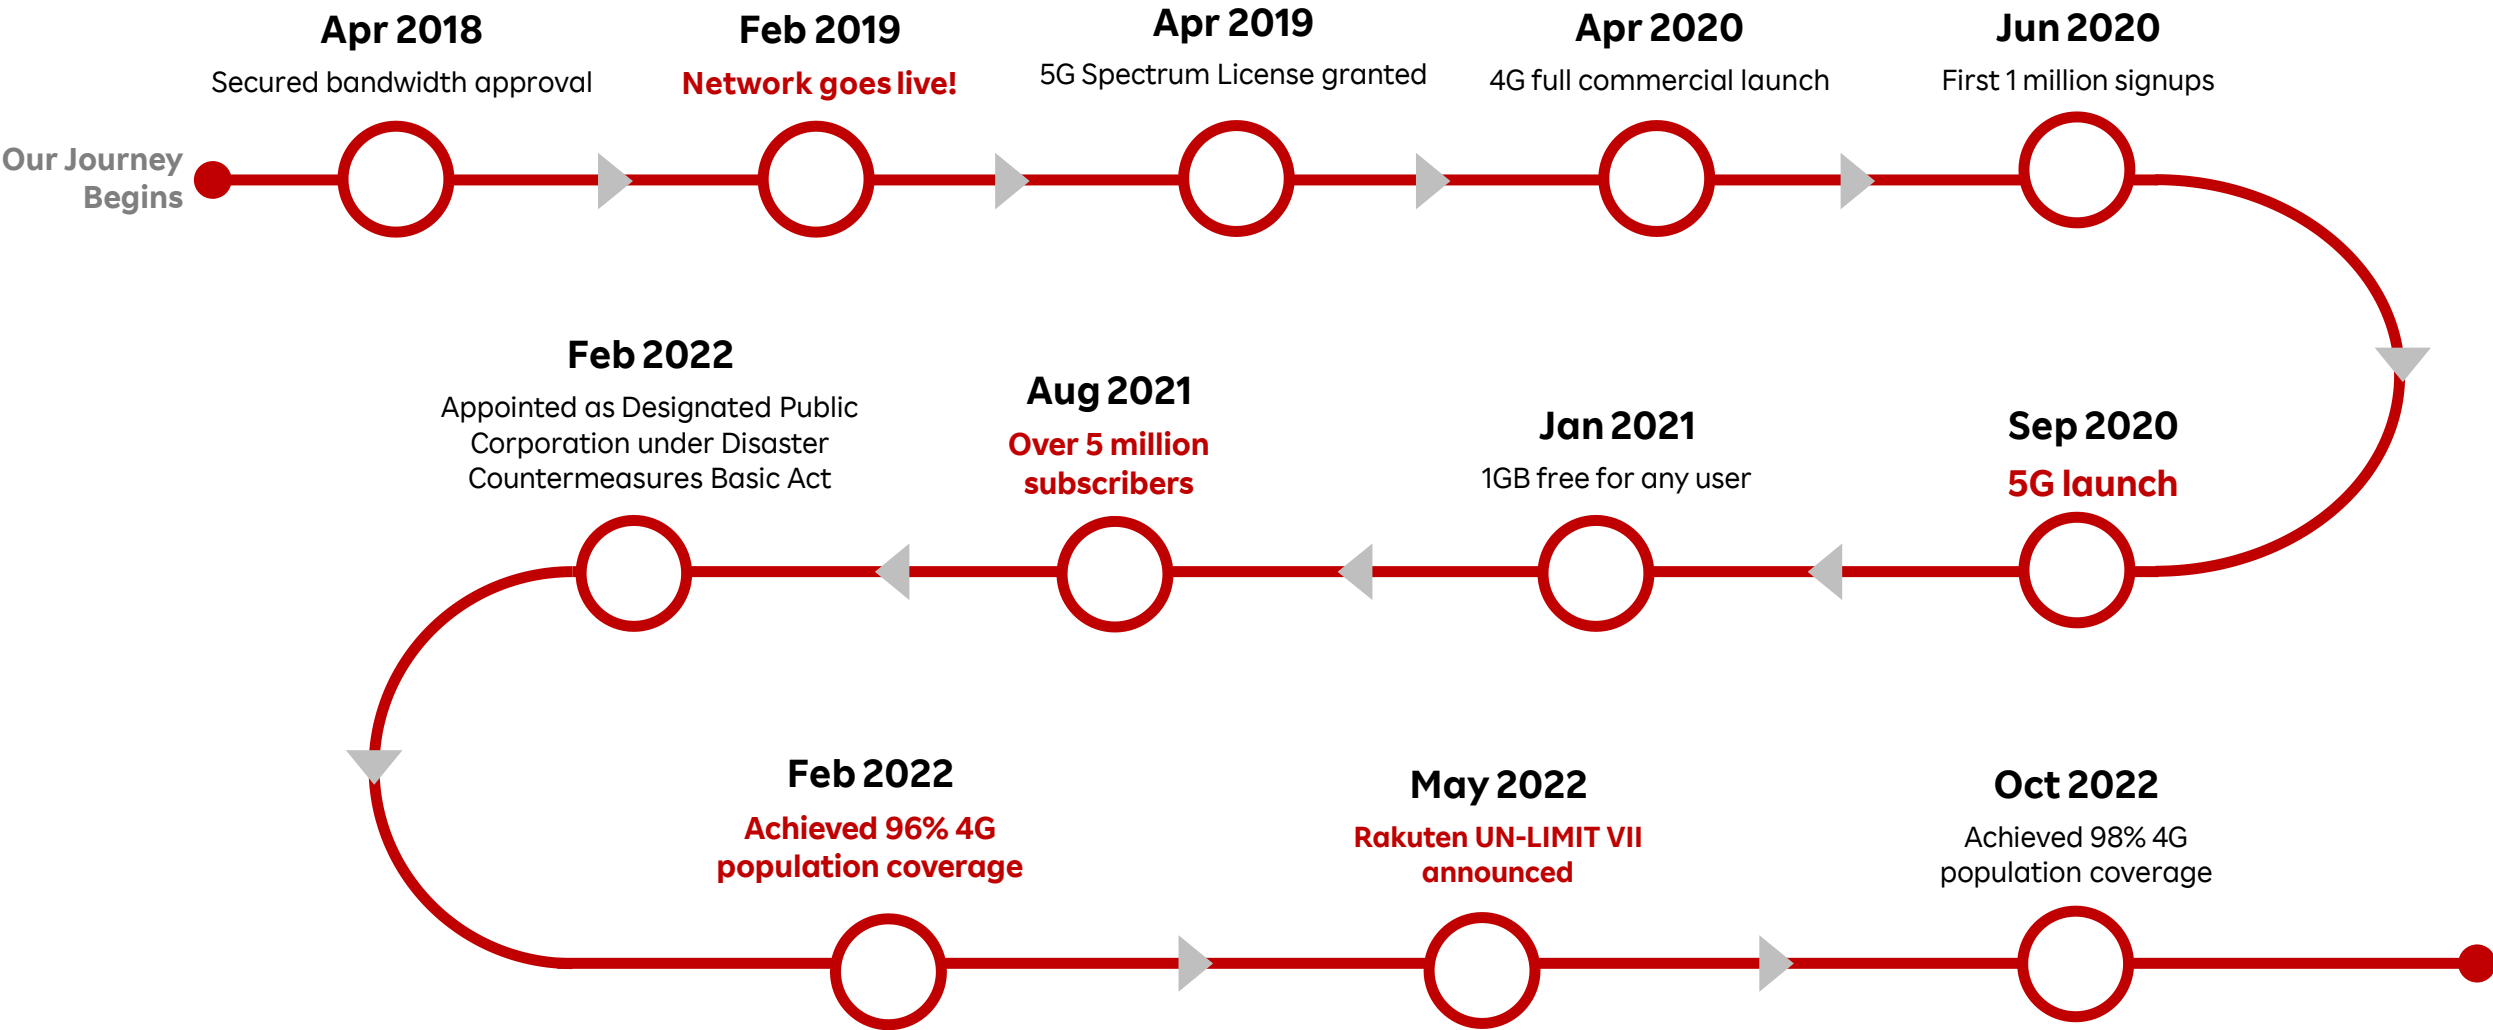 Our Journey
Begins
Apr 2018
Secured bandwidth approval
Feb 2019
Network goes live!
Apr 2019
5G Spectrum License granted
Apr 2020
4G full commercial launch
Jun 2020
First 1 million signups
Sep 2020
5G launch
Jan 2021
1GB free for any user
Aug 2021
Over 5 million
subscribers
Feb 2022
Appointed as Designated Public
Corporation under Disaster
Countermeasures Basic Act
Feb 2022
Achieved 96% 4G
population coverage
May 2022
Rakuten UN-LIMIT VII
announced
Oct 2022
Achieved 98% 4G
population coverage